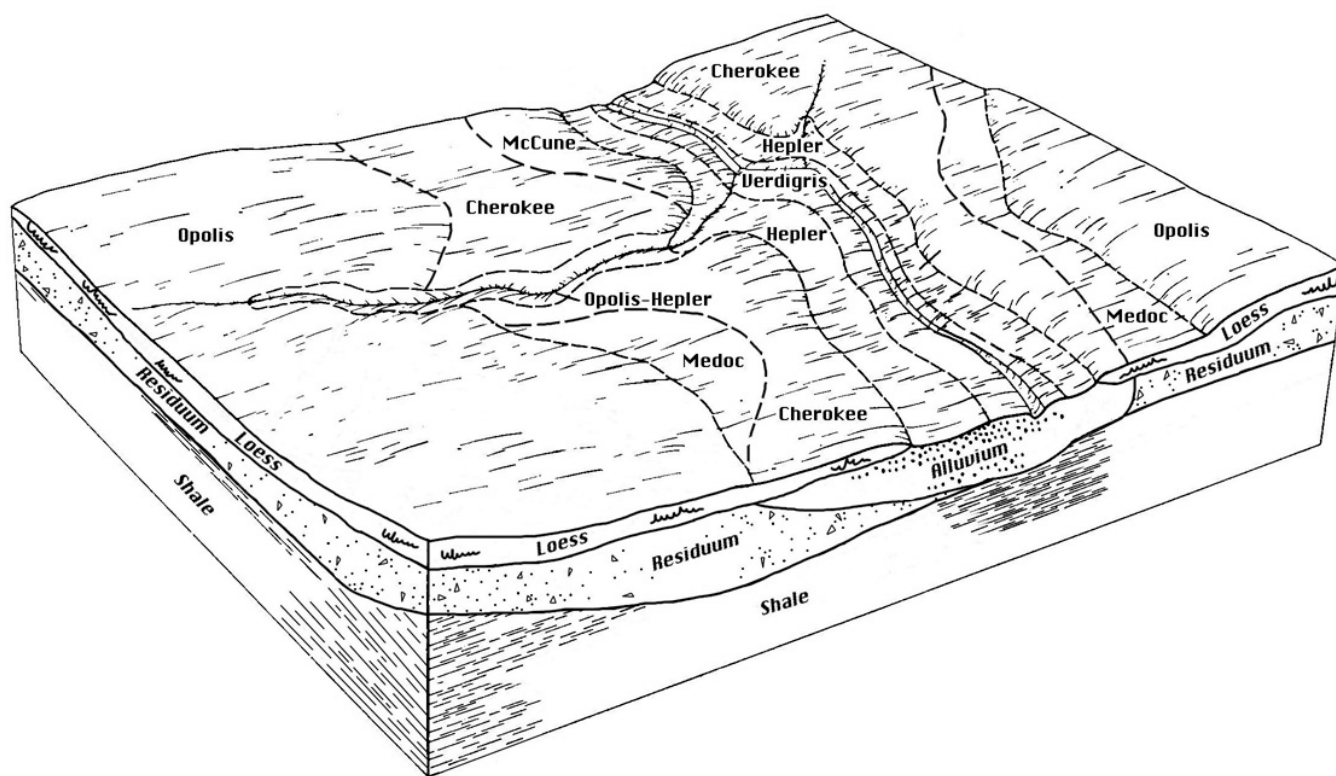 Cherokee
McCune
Hepler
Verdigris
Cherokee
Opolis
Hepler
Opolis
Opolis-Hepler
Medoc
Medoc
Cherokee
Loess
Residuum
Residuum
Loess
Shale
Alluvium
Loess
Residuum
Shale